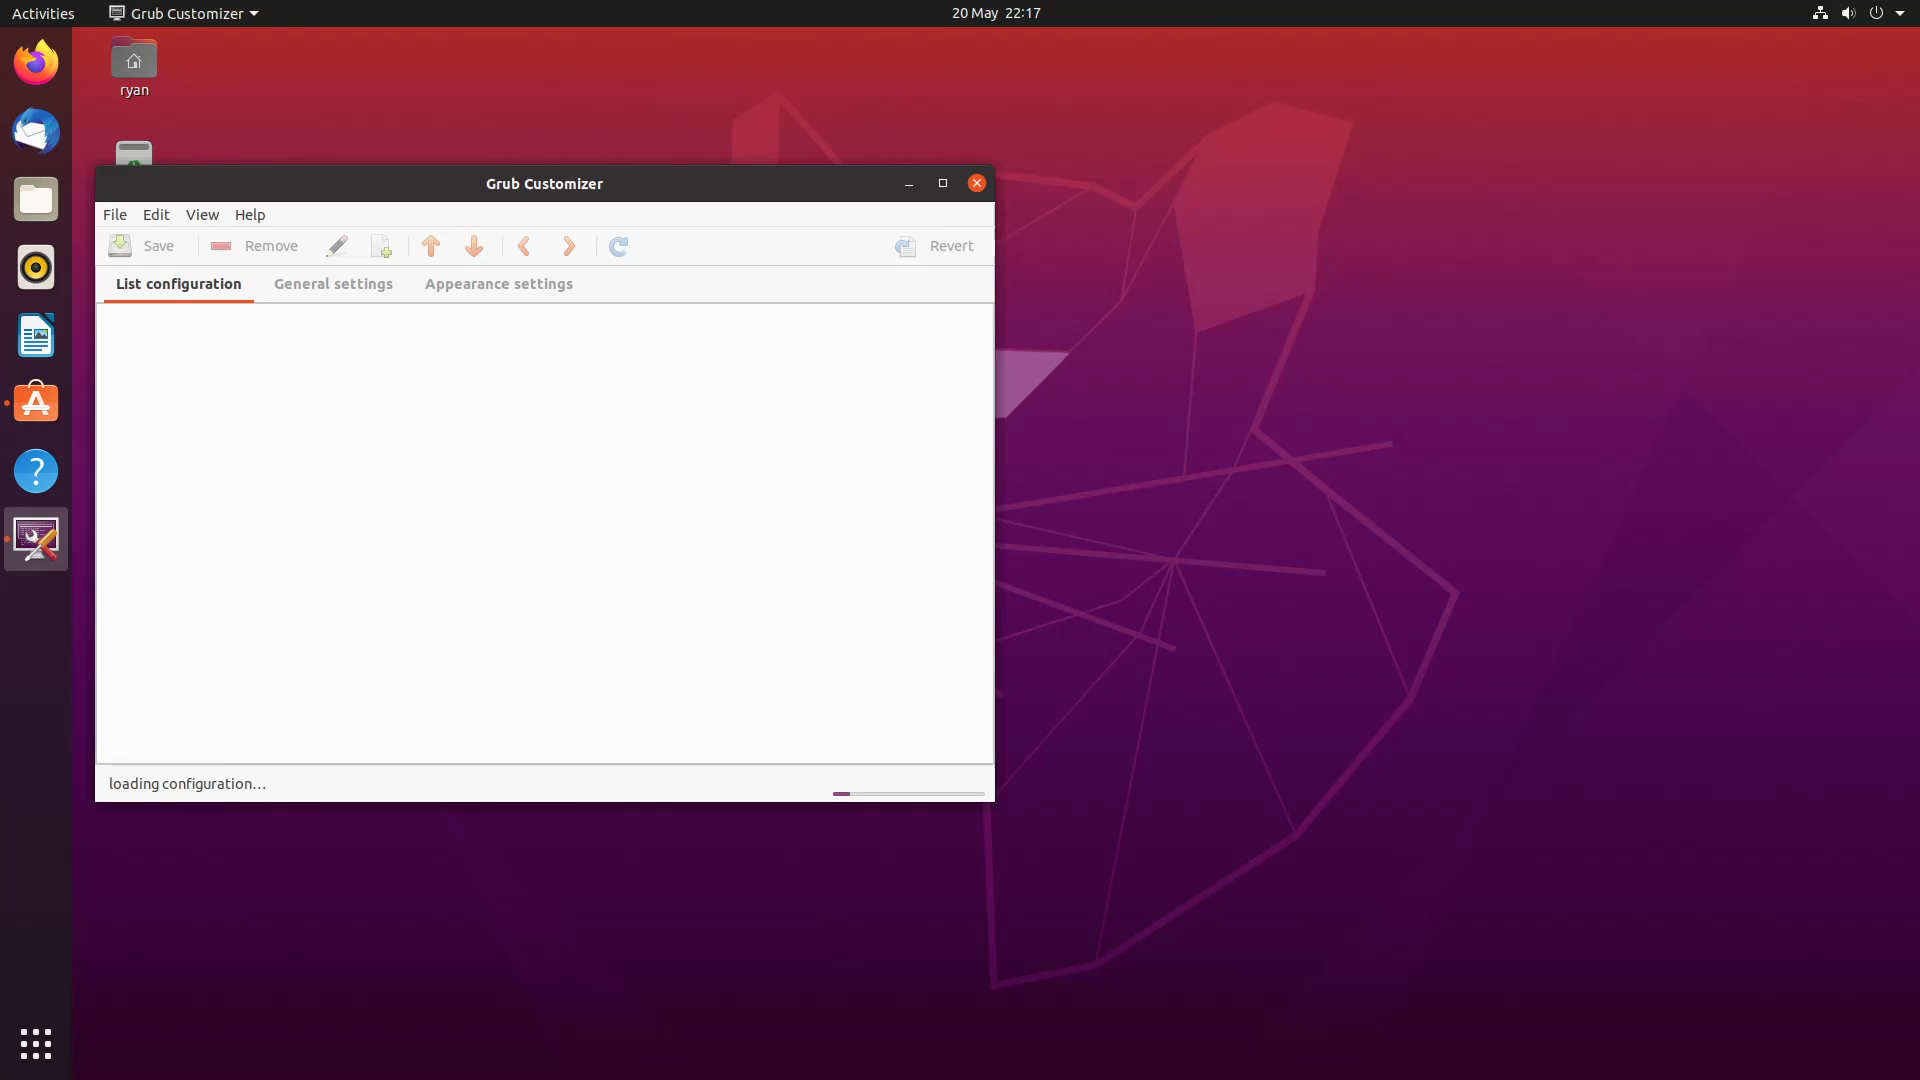 Activities
Grub Customizer
20 May 22:17
ryan
Grub Customizer
File Edit View Help
Save Remove Revert
List configuration General settings Appearance settings
loading configuration...